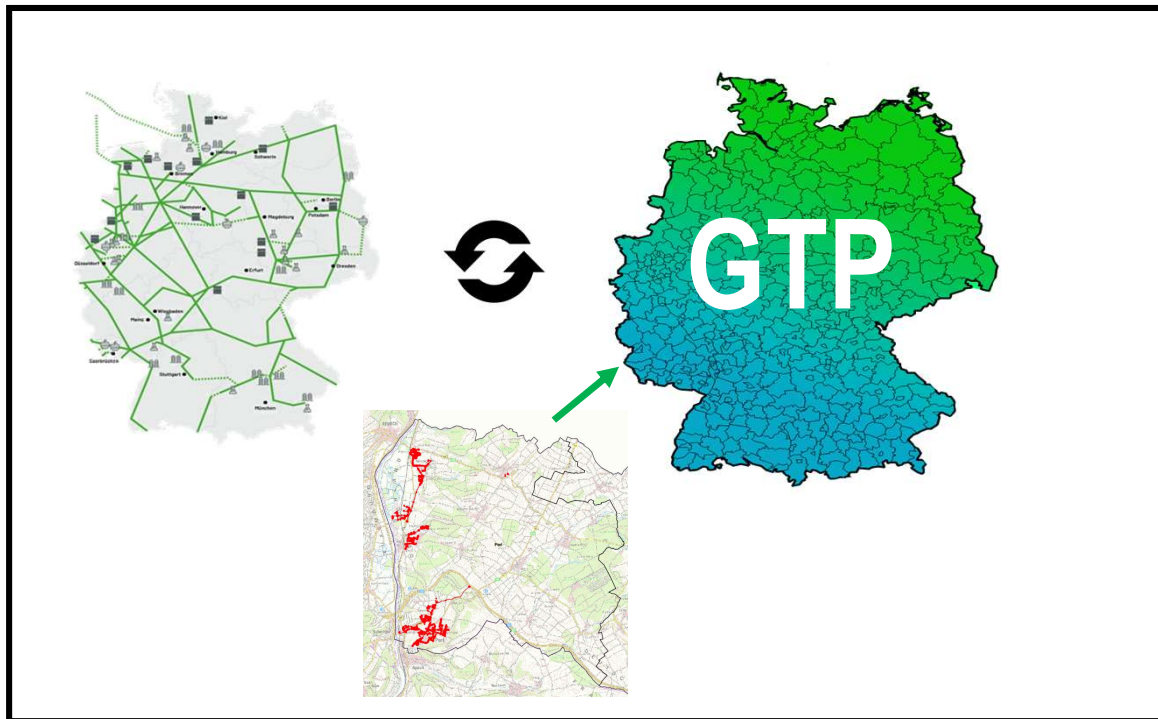 Kiel
Hamburg
Schwerin
Bremen
Berlin
Hannover
Magdeburg
Potsdam
Düsseldorf
Erfurt
Dresden
Wiesbaden
Mainz
Saarbrücken
Stuttgart
München
GTP
Perl